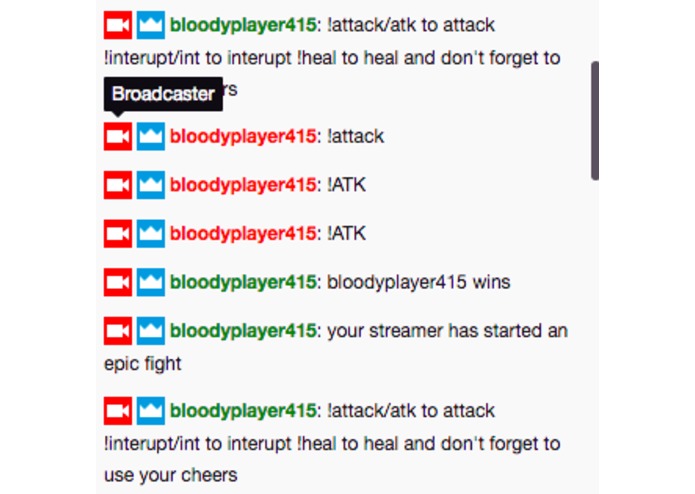 bloodyplayer415: !attack/atk to attack
!interupt/int to interupt !heal to heal and don't forget to
Broadcaster rs
bloodyplayer415: !attack
bloodyplayer415: !ATK
bloodyplayer415: !ATK
bloodyplayer415: bloodyplayer415 wins
bloodyplayer415: your streamer has started an
epic fight
bloodyplayer415: !attack/atk to attack
!interupt/int to interupt !heal to heal and don't forget to
use your cheers